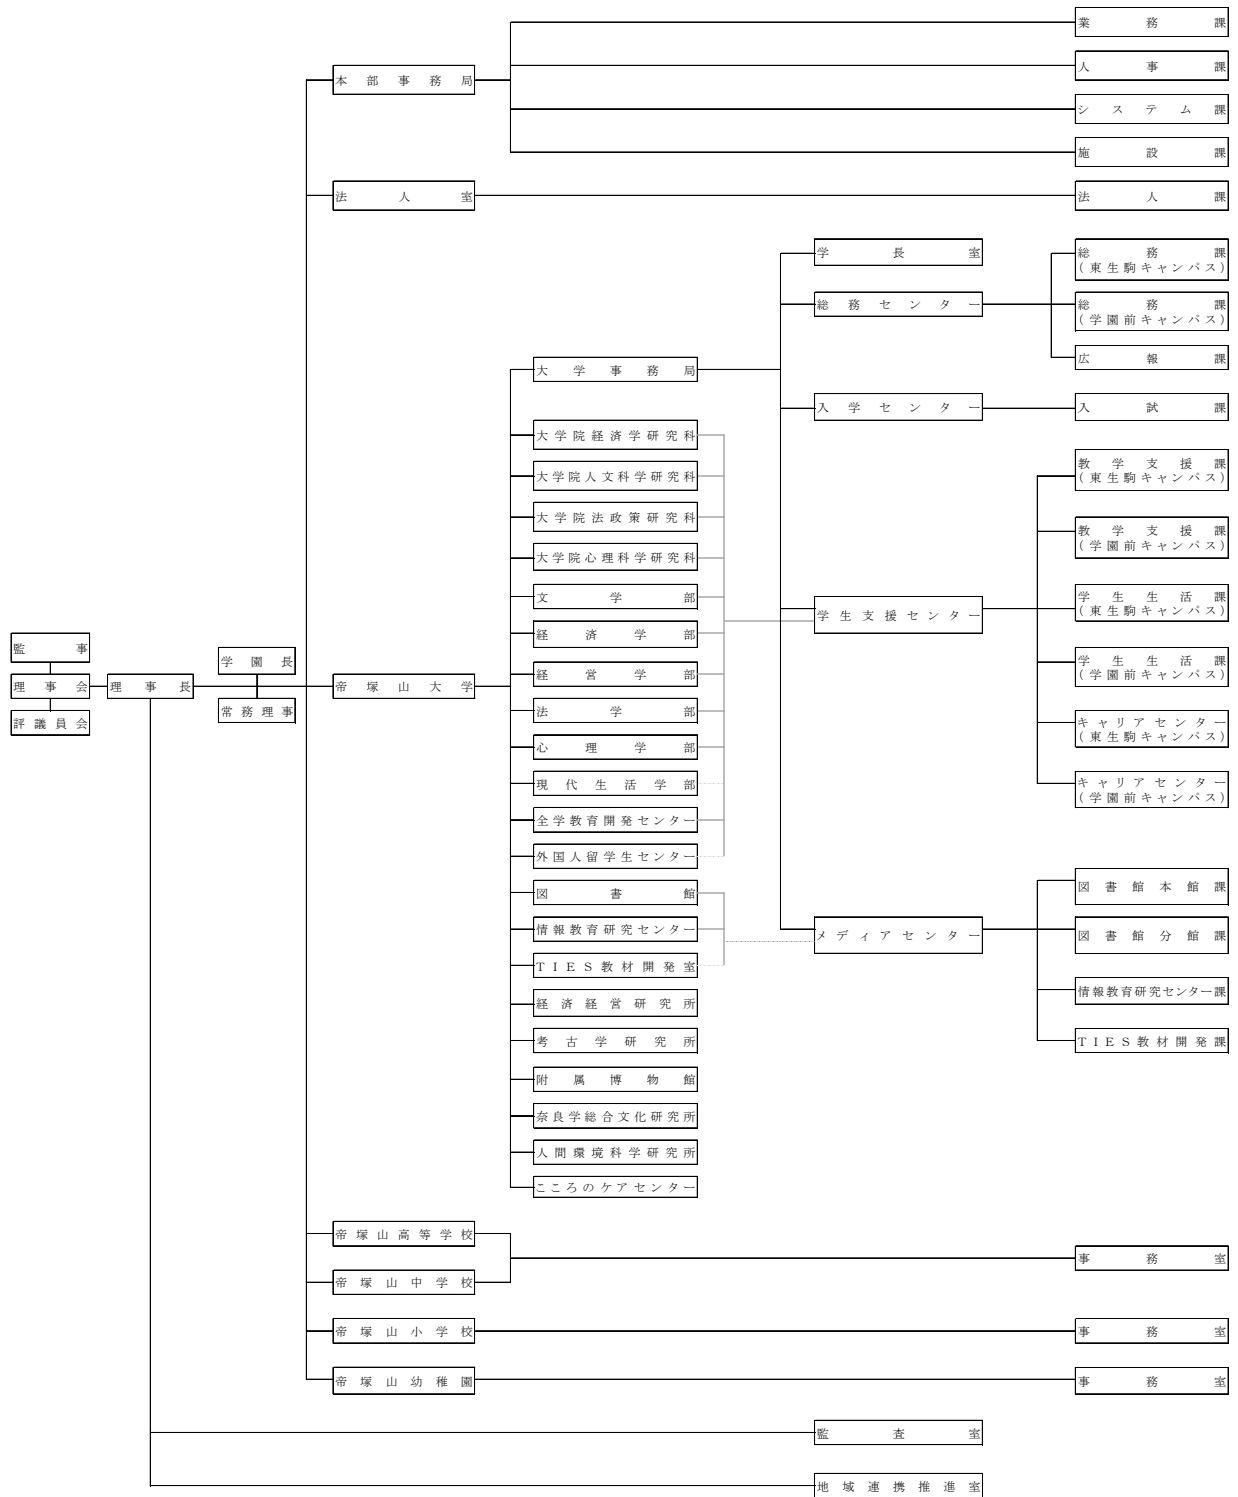 業務課
本部事務局
人事課
システム課
施設課
法人室
法人課
学長室
総務課
(東生駒キャンパス)
総務センター
総務課
(学園前キャンパス)
広報課
大学事務局
入学センター
入試課
大学院経済学研究科
大学院人文科学研究科
大学院法政策研究科
大学院心理科学研究科
文学部
経済学部
経営学部
法学部
心理学部
現代生活学部
全学教育開発センター
外国人留学生センター
図書館
情報教育研究センター
TIES教材開発室
経済経営研究所
考古学研究所
附属博物館
奈良学総合文化研究所
人間環境科学研究所
こころのケアセンター
教学支援課
(東生駒キャンパス)
教学支援課
(学園前キャンパス)
学生支援センター
学生生活課
(東生駒キャンパス)
学生生活課
(学園前キャンパス)
キャリアセンター
(東生駒キャンパス)
キャリアセンター
(学園前キャンパス)
監事
理事会
評議員会
理事長
学園長
常務理事
帝塚山大学
メディアセンター
図書館本館課
図書館分館課
情報教育研究センター課
TIES教材開発課
帝塚山高等学校
帝塚山中学校
事務室
帝塚山小学校
事務室
帝塚山幼稚園
事務室
監査室
地域連携推進室